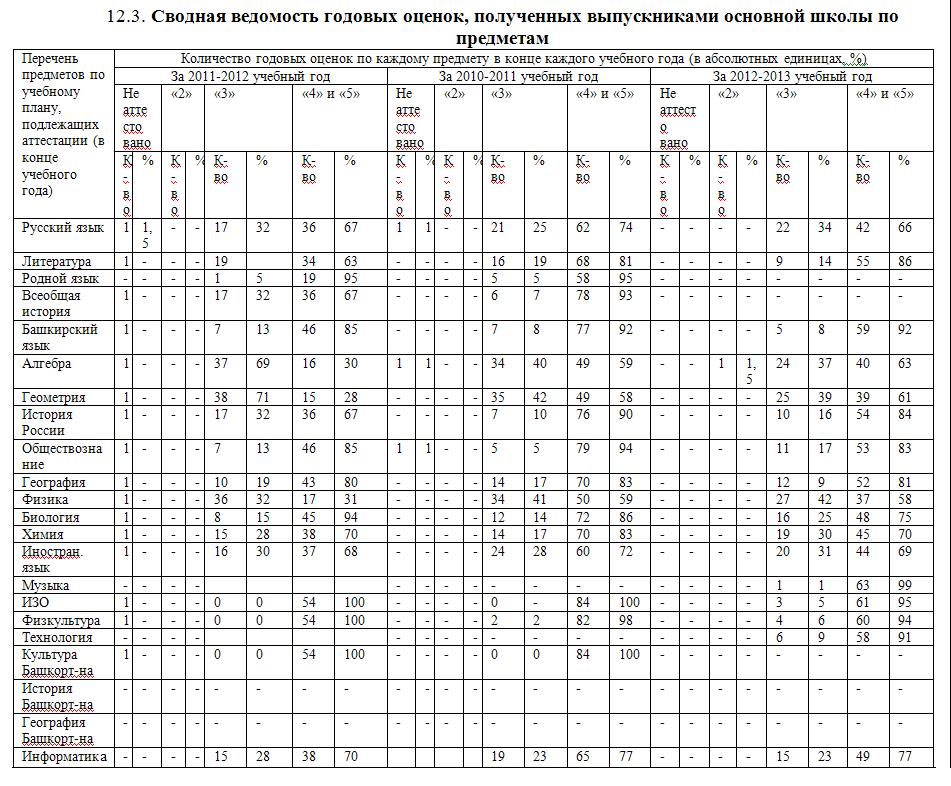 12.3. Сводная ведомость годовых оценок, полученных выпускниками основной школы по
предметам
Перечень предметов по учебному плану, подлежащих аттестации (в конце учебного года)
Количество годовых оценок по каждому предмету в конце каждого учебного года (в абсолютных единицах, %)
За 2011-2012 учебный год За 2010-2011 учебный год За 2012-2013 учебный год
Не аттестовано «2» «3» «4» и «5» Не аттестовано «2» «3» «4» и «5» Не аттестовано «2» «3» «4» и «5»
К-во % К-во % К-во % К-во % К-во % К-во % К-во % К-во % К-во % К-во % К-во % К-во %
Русский язык 1 1,5 - - 17 32 36 67 1 1 - - 21 25 62 74 - - - - 22 34 42 66
Литература 1 - - - 19 34 63 - - - - 16 19 68 81 - - - - 9 14 55 86
Родной язык 1 - - - 1 5 19 95 - - - - 5 5 58 95 - - - - - - - -
Всеобщая история 1 - - - 17 32 36 67 - - - - 6 7 78 93 - - - - - - - -
Башкирский язык 1 - - - 7 13 46 85 - - - - 7 8 77 92 - - - - 5 8 59 92
Алгебра 1 - - - 37 69 16 30 1 1 - - 34 40 49 59 - - 1 1,5 24 37 40 63
Геометрия 1 - - - 38 71 15 28 - - - - 35 42 49 58 - - - - 25 39 39 61
История России 1 - - - 17 32 36 67 - - - - 7 10 76 90 - - - - 10 16 54 84
Обществознание 1 - - - 7 13 46 85 1 1 - - 5 5 79 94 - - - - 11 17 53 83
География 1 - - - 10 19 43 80 - - - - 14 17 70 83 - - - - 12 9 52 81
Физика 1 - - - 36 32 17 31 - - - - 34 41 50 59 - - - - 27 42 37 58
Биология 1 - - - 8 15 45 94 - - - - 12 14 72 86 - - - - 16 25 48 75
Химия 1 - - - 15 28 38 70 - - - - 14 17 70 83 - - - - 19 30 45 70
Иностран. язык 1 - - - 16 30 37 68 - - - - 24 28 60 72 - - - - 20 31 44 69
Музыка - - - - - - - - - - - - - - - - 1 1 63 99
ИЗО 1 - - - 0 0 54 100 - - - - 0 - 84 100 - - - - 3 5 61 95
Физкультура 1 - - - 0 0 54 100 - - - - 2 2 82 98 - - - - 4 6 60 94
Технология - - - - - - - - - - - - - - - - 6 9 58 91
Культура Башкорт-на 1 - - - 0 0 54 100 - - - - 0 0 84 100 - - - - - - - -
История Башкорт-на - - - - - - - - - - - - - - - - - - - - - - - -
География Башкорт-на - - - - - - - - - - - - - - - - - - - - - - - -
Информатика - - - - 15 28 38 70 19 23 65 77 - - - - 15 23 49 77